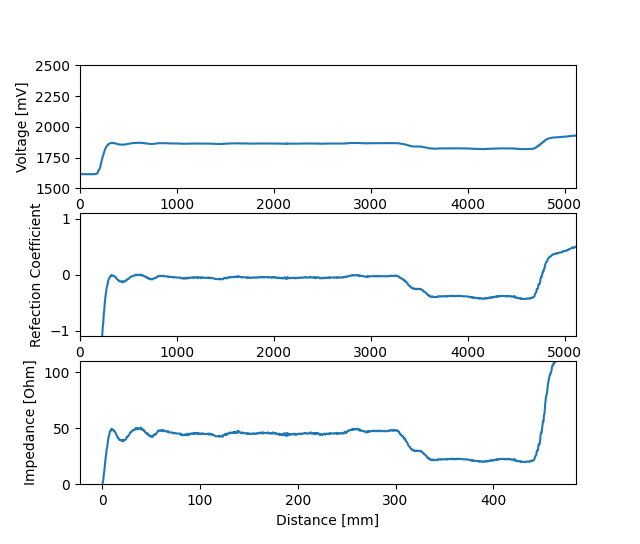 2500
2250
2000
1750
1500
Voltage [mV]
0 1000 2000 3000 4000 5000
1
0
−1
Refection Coefficient
0 1000 2000 3000 4000 5000
100
50
0
Impedance [Ohm]
0 100 200 300 400
Distance [mm]